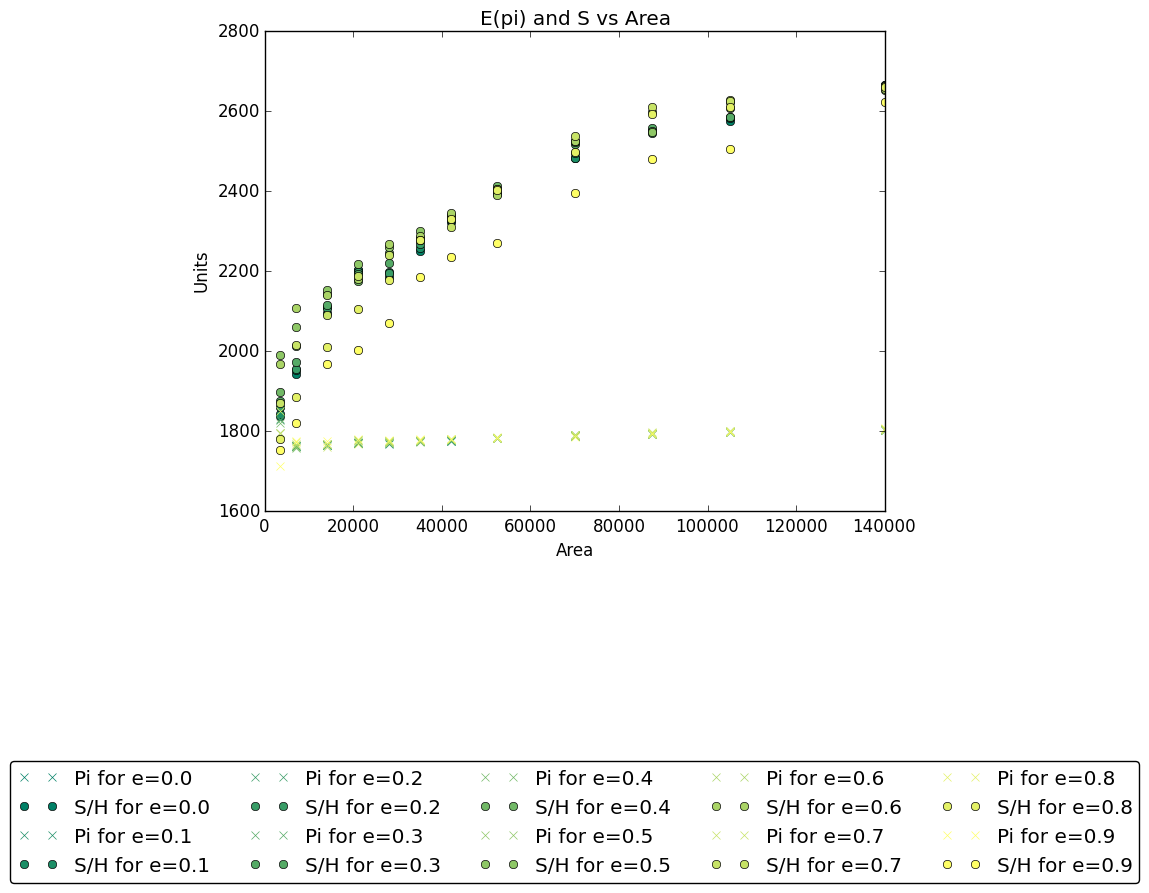 E(pi) and S vs Area
2800
2600
2400
2200
2000
1800
1600
Units
0 20000 40000 60000 80000 100000 120000 140000
Area
Pi for e=0.0 Pi for e=0.2 Pi for e=0.4 Pi for e=0.6 Pi for e=0.8
S/H for e=0.0 S/H for e=0.2 S/H for e=0.4 S/H for e=0.6 S/H for e=0.8
Pi for e=0.1 Pi for e=0.3 Pi for e=0.5 Pi for e=0.7 Pi for e=0.9
S/H for e=0.1 S/H for e=0.3 S/H for e=0.5 S/H for e=0.7 S/H for e=0.9